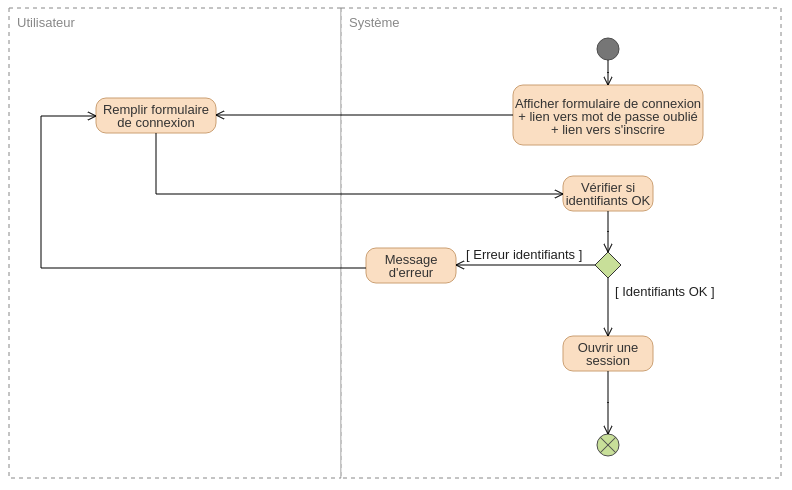 Utilisateur
Système
Afficher formulaire de connexion
+ lien vers mot de passe oublié
+ lien vers s'inscrire
Remplir formulaire
de connexion
Vérifier si
identifiants OK
[ Erreur identifiants ]
Message
d'erreur
[ Identifiants OK ]
Ouvrir une
session